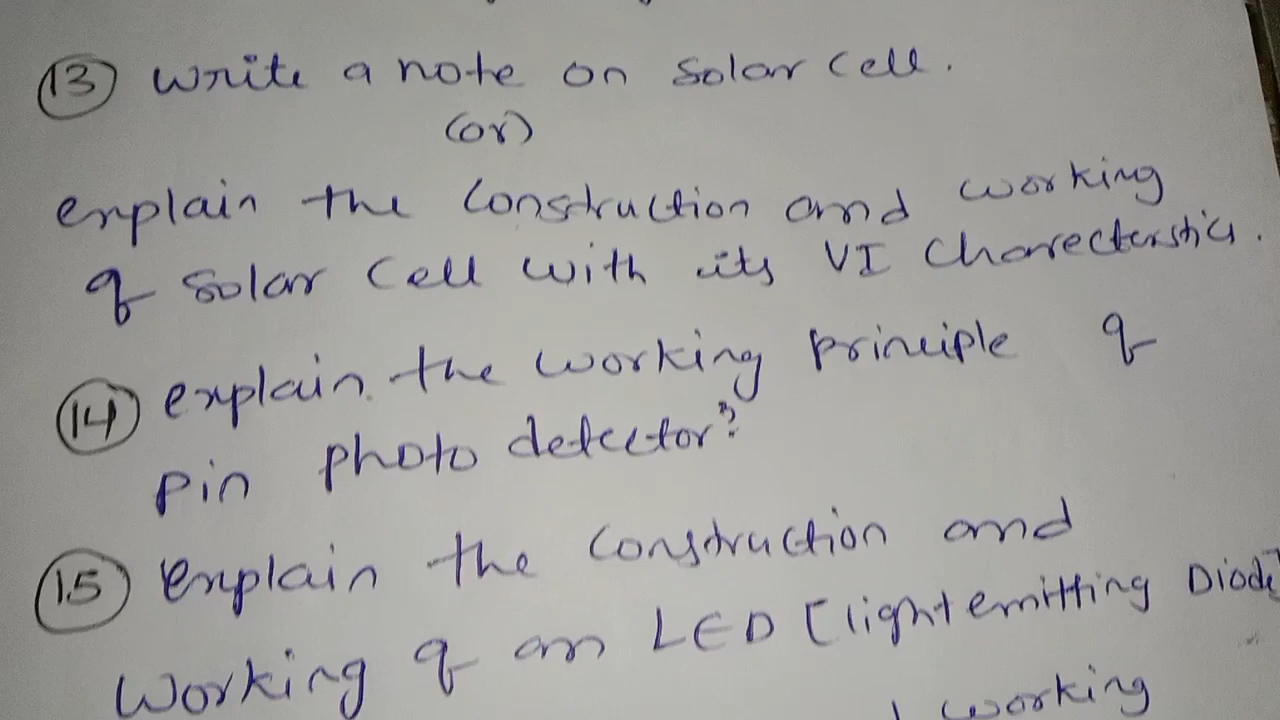 13 Write a note on Solar Cell.
(or)
explain the Construction and working
of Solar Cell with its VI Charecterstics.
14 explain the working principle of
Pin photo detector?
15 explain the Construction and
Working of an LED [light emitting Diode]
working